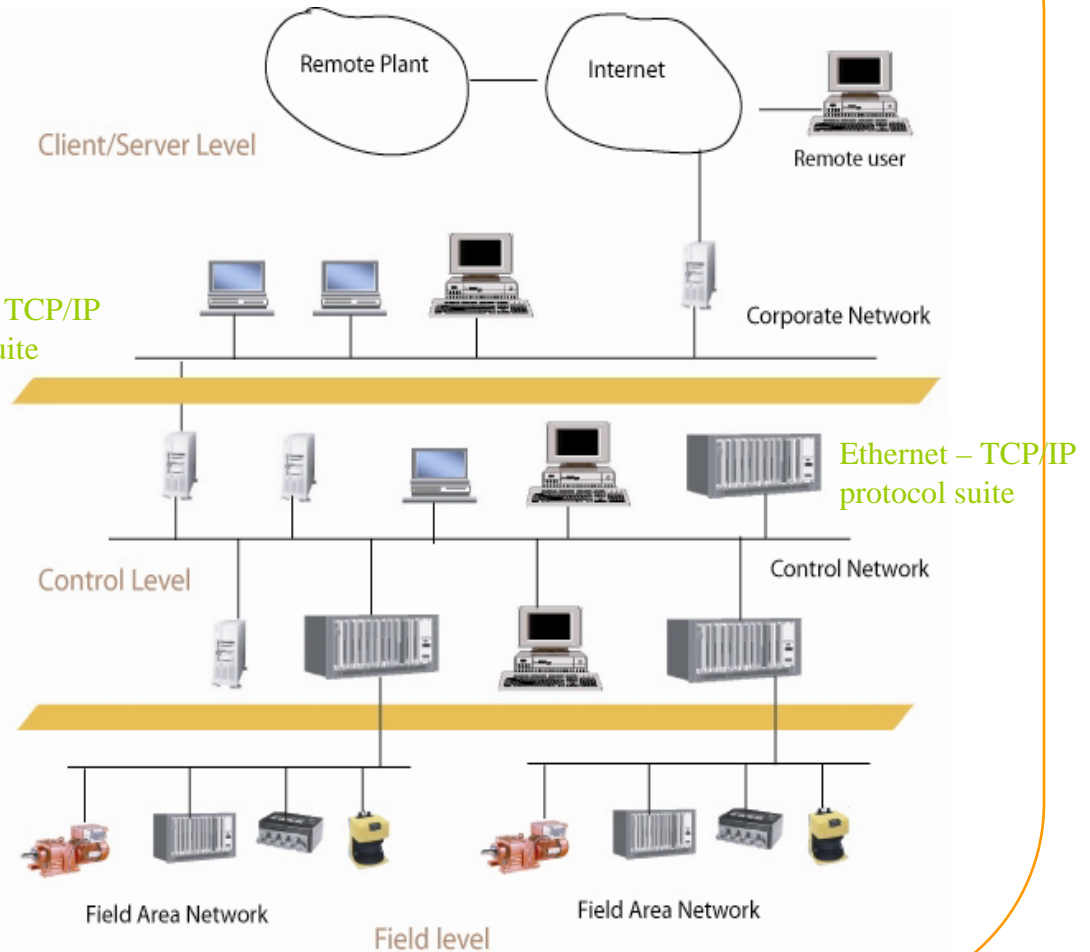 Remote Plant
Internet
Client/Server Level
Remote user
TCP/IP
uite
Corporate Network
Ethernet – TCP/IP
protocol suite
Control Level
Control Network
Field Area Network
Field Area Network
Field level